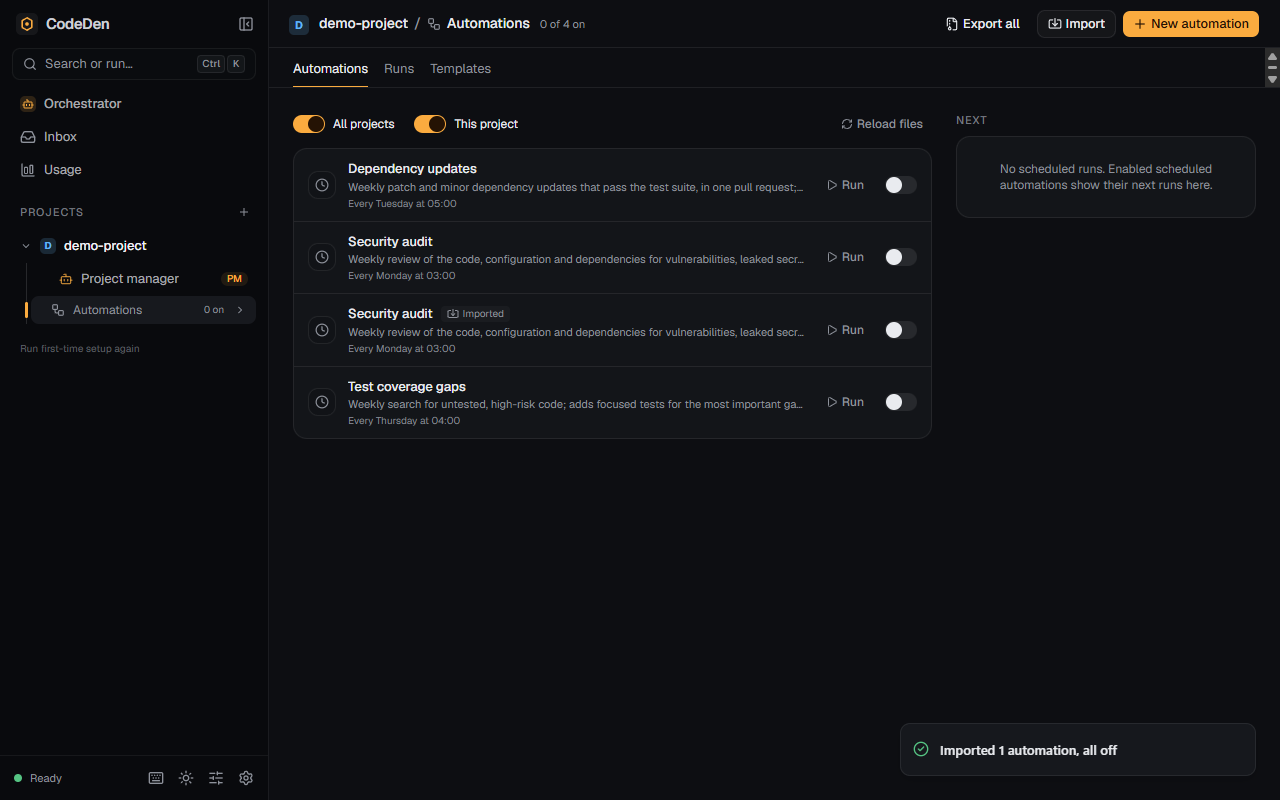 CodeDen
Search or run... Ctrl K
Orchestrator
Inbox
Usage
PROJECTS
D demo-project
Project manager PM
Automations 0 on
Run first-time setup again
Ready
D demo-project / Automations 0 of 4 on
Export all
Import
New automation
Automations Runs Templates
All projects This project Reload files
Dependency updates
Weekly patch and minor dependency updates that pass the test suite, in one pull request;...
Every Tuesday at 05:00
Run
Security audit
Weekly review of the code, configuration and dependencies for vulnerabilities, leaked secr...
Every Monday at 03:00
Run
Security audit Imported
Weekly review of the code, configuration and dependencies for vulnerabilities, leaked secr...
Every Monday at 03:00
Run
Test coverage gaps
Weekly search for untested, high-risk code; adds focused tests for the most important ga...
Every Thursday at 04:00
Run
NEXT
No scheduled runs. Enabled scheduled
automations show their next runs here.
Imported 1 automation, all off